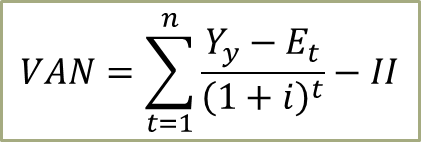 VAN = \sum_{t=1}^{n} \frac{Y_y - E_t}{(1 + i)^t} - II